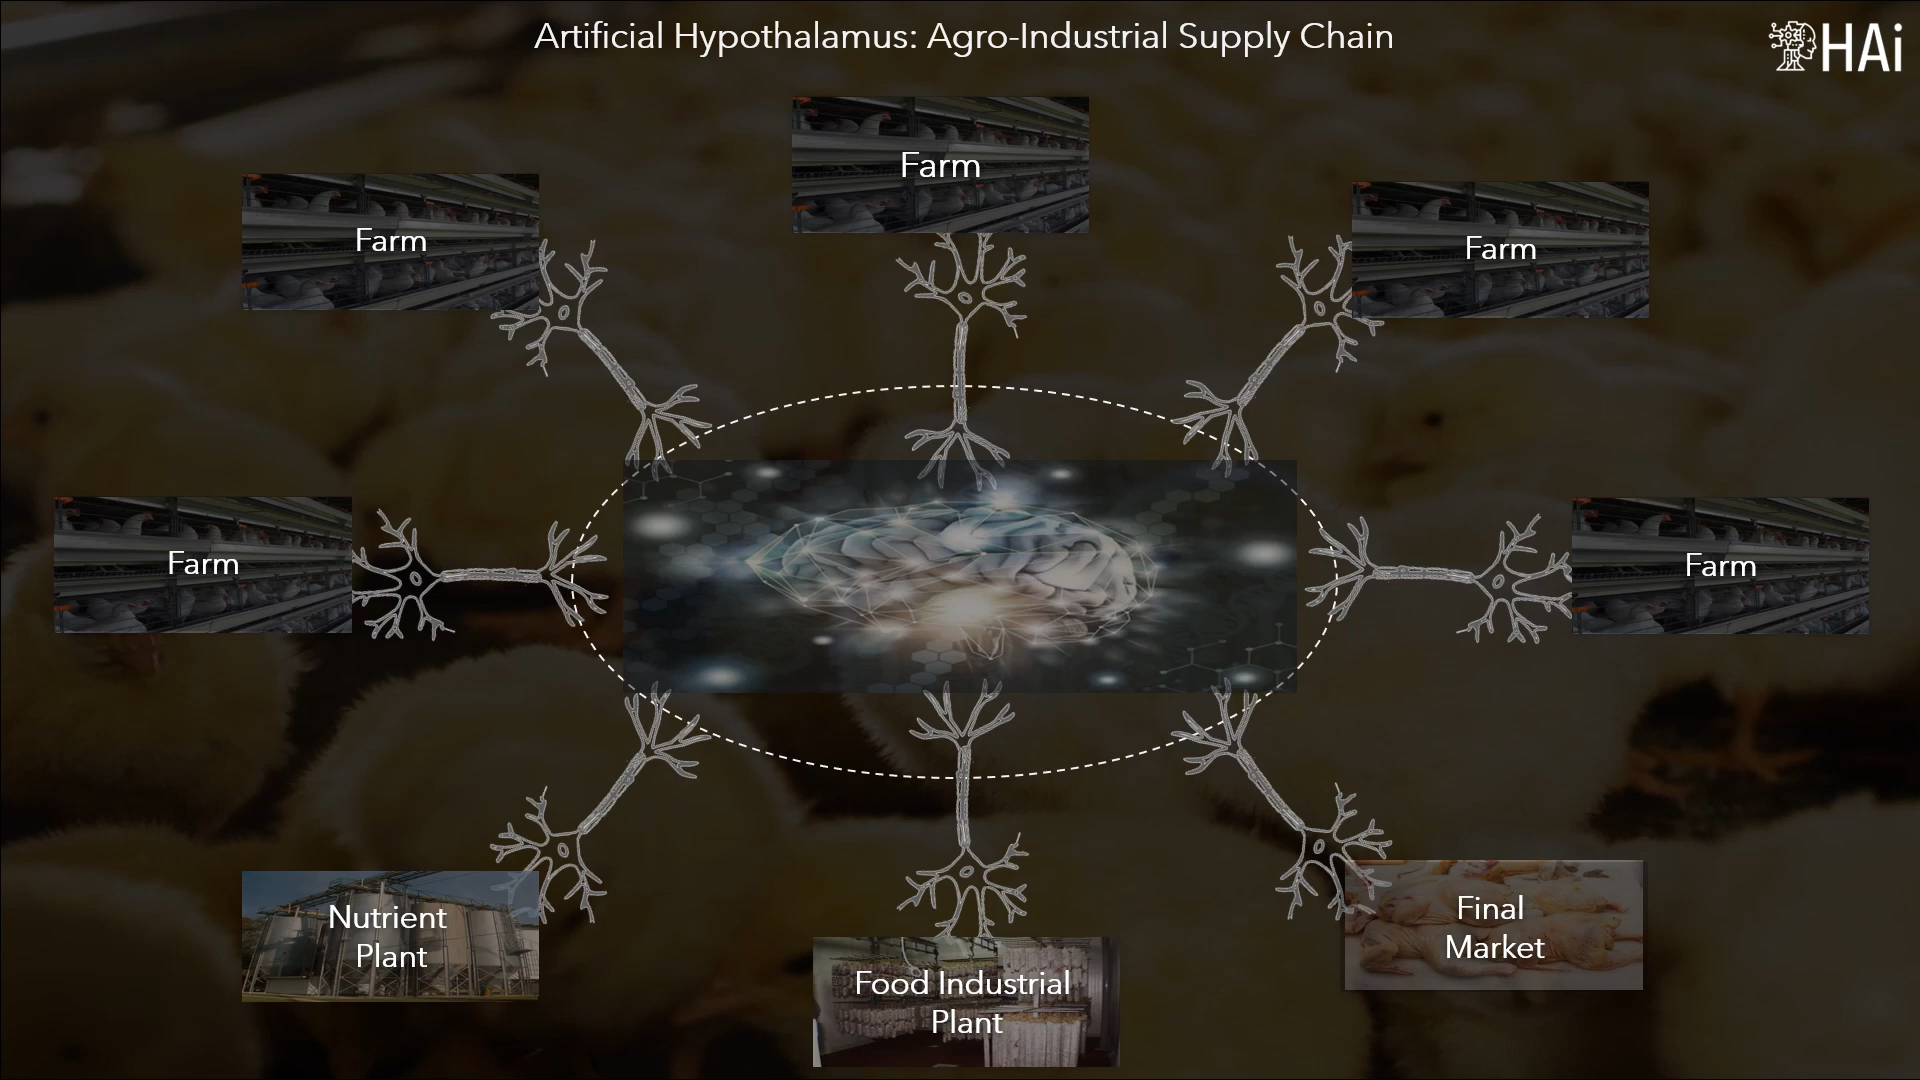 Artificial Hypothalamus: Agro-Industrial Supply Chain
HAi
Farm
Farm
Farm
Farm
Farm
Nutrient
Plant
Food Industrial
Plant
Final
Market